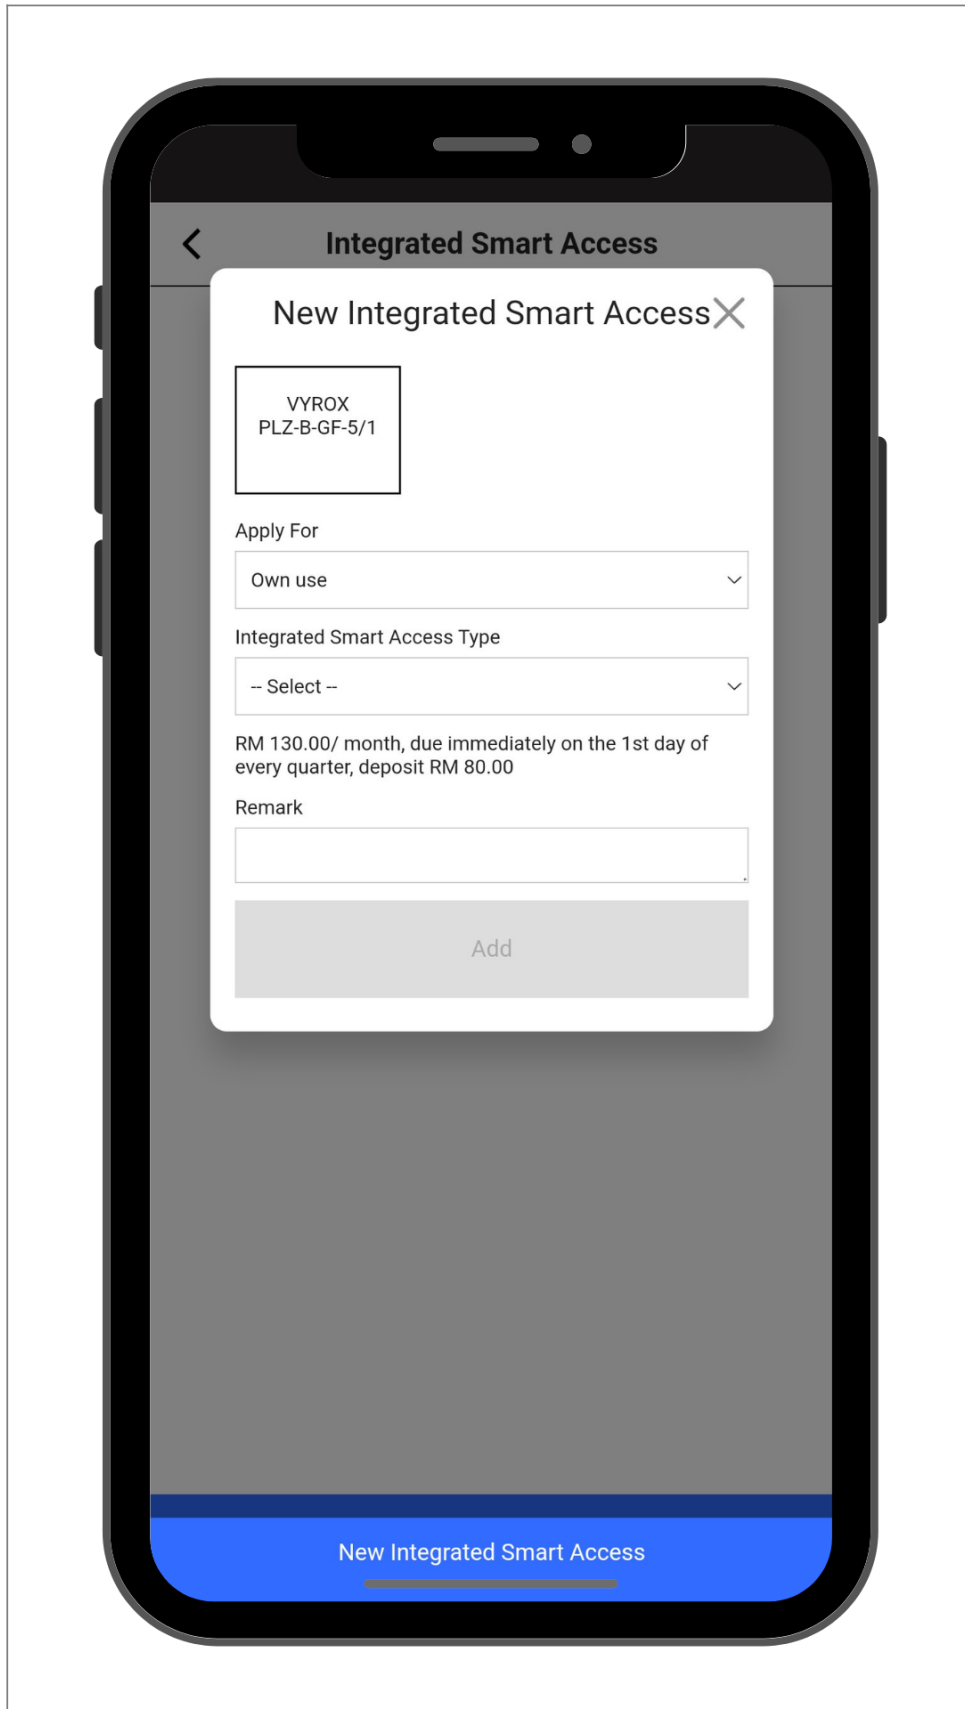 Integrated Smart Access
New Integrated Smart Access
VYROX
PLZ-B-GF-5/1
Apply For
Own use
Integrated Smart Access Type
-- Select --
RM 130.00/ month, due immediately on the 1st day of
every quarter, deposit RM 80.00
Remark
Add
New Integrated Smart Access